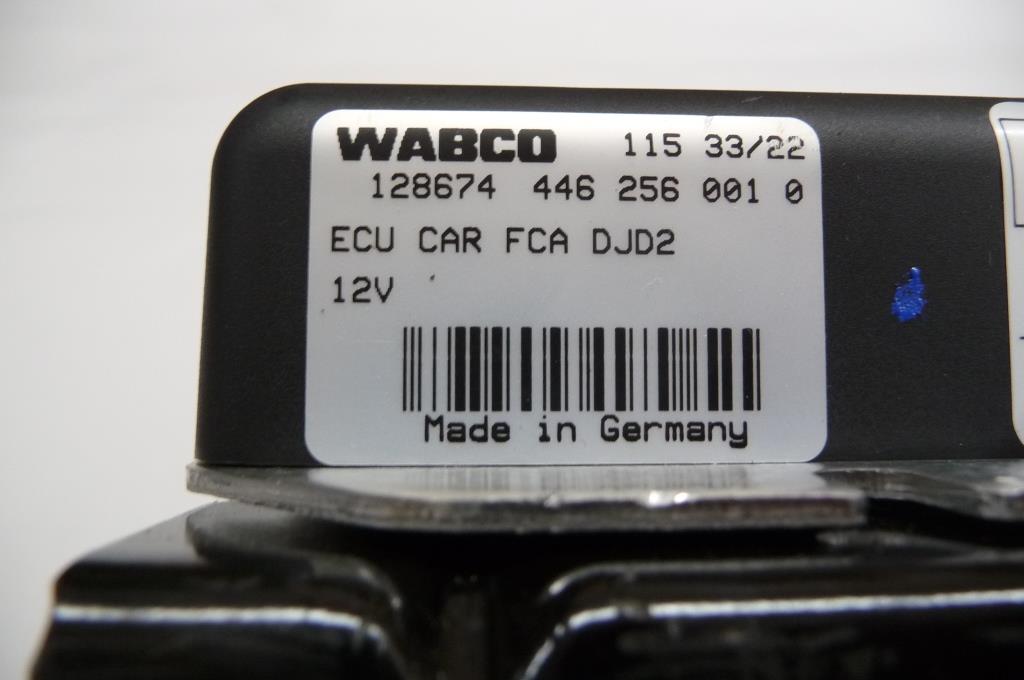 WABCO 115 33/22
128674 446 256 001 0
ECU CAR FCA DJD2
12V
Made in Germany